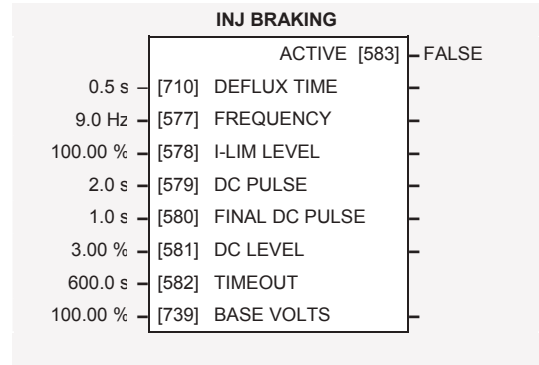 INJ BRAKING
ACTIVE [583] FALSE
0.5 s [710] DEFLUX TIME
9.0 Hz [577] FREQUENCY
100.00 % [578] I-LIM LEVEL
2.0 s [579] DC PULSE
1.0 s [580] FINAL DC PULSE
3.00 % [581] DC LEVEL
600.0 s [582] TIMEOUT
100.00 % [739] BASE VOLTS